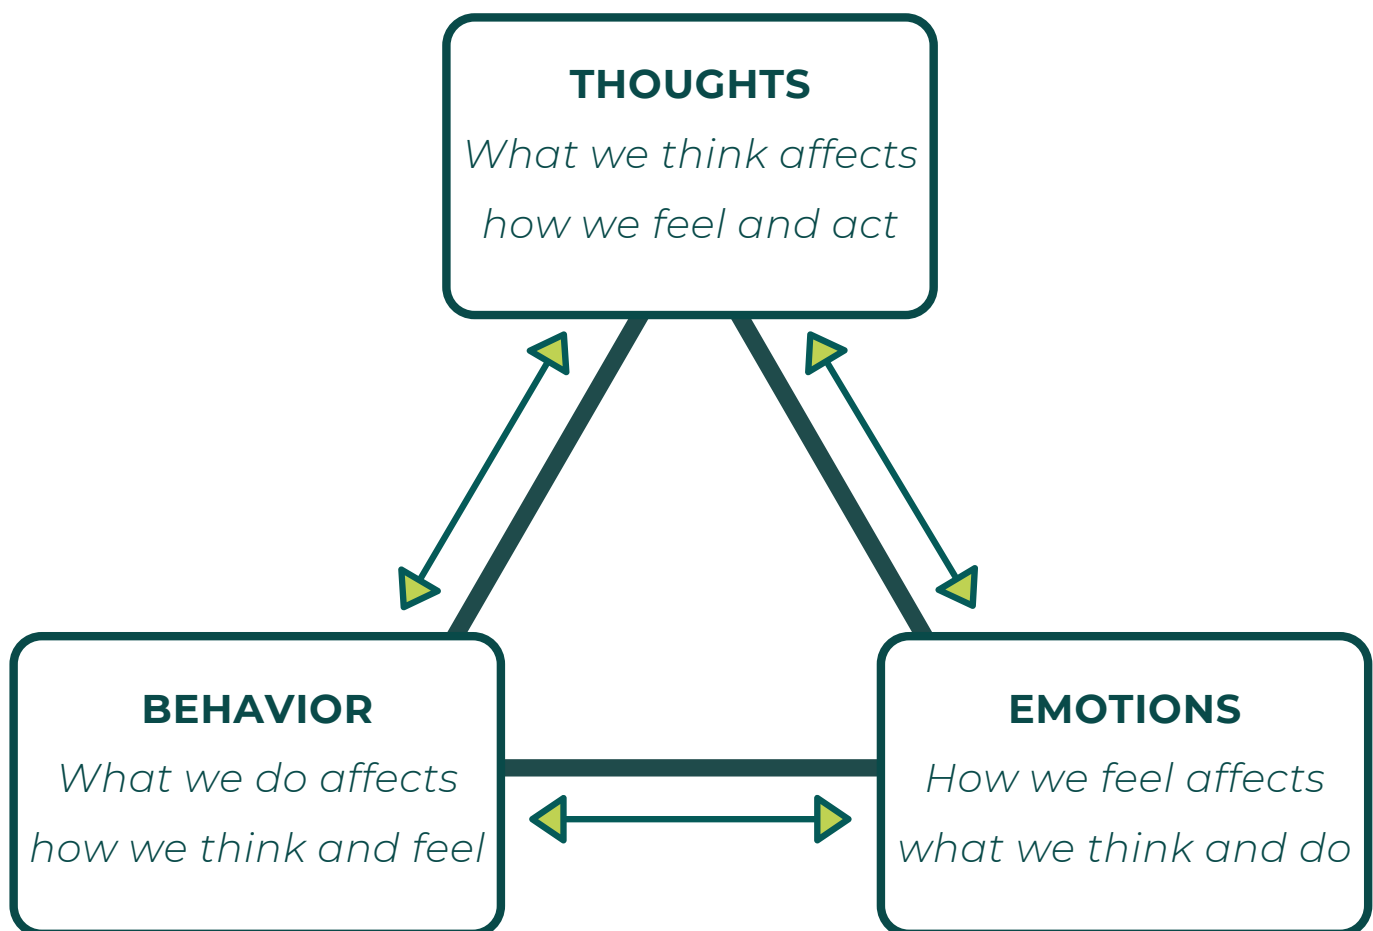 THOUGHTS
What we think affects
how we feel and act
BEHAVIOR
What we do affects
how we think and feel
EMOTIONS
How we feel affects
what we think and do